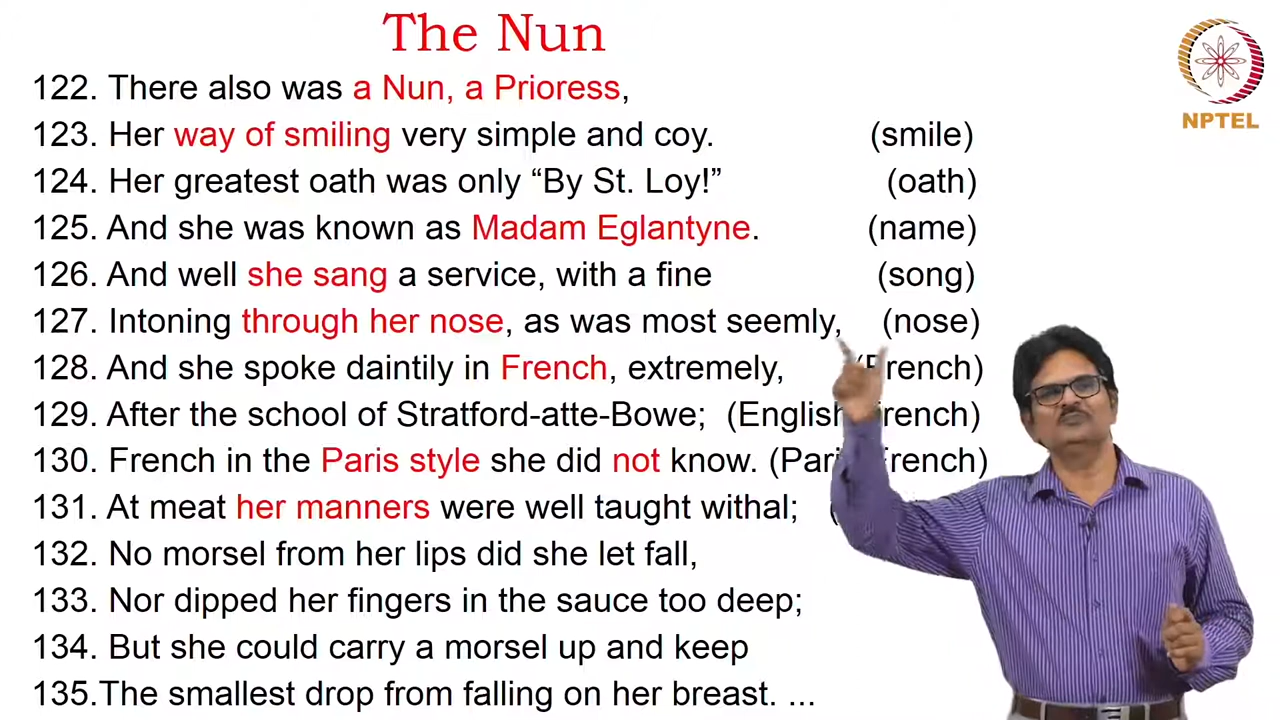 The Nun
122. There also was a Nun, a Prioress,
123. Her way of smiling very simple and coy. (smile)
124. Her greatest oath was only “By St. Loy!” (oath)
125. And she was known as Madam Eglantyne. (name)
126. And well she sang a service, with a fine (song)
127. Intoning through her nose, as was most seemly, (nose)
128. And she spoke daintily in French, extremely, (French)
129. After the school of Stratford-atte-Bowe; (English French)
130. French in the Paris style she did not know. (Paris French)
131. At meat her manners were well taught withal;
132. No morsel from her lips did she let fall,
133. Nor dipped her fingers in the sauce too deep;
134. But she could carry a morsel up and keep
135.The smallest drop from falling on her breast. ...
NPTEL